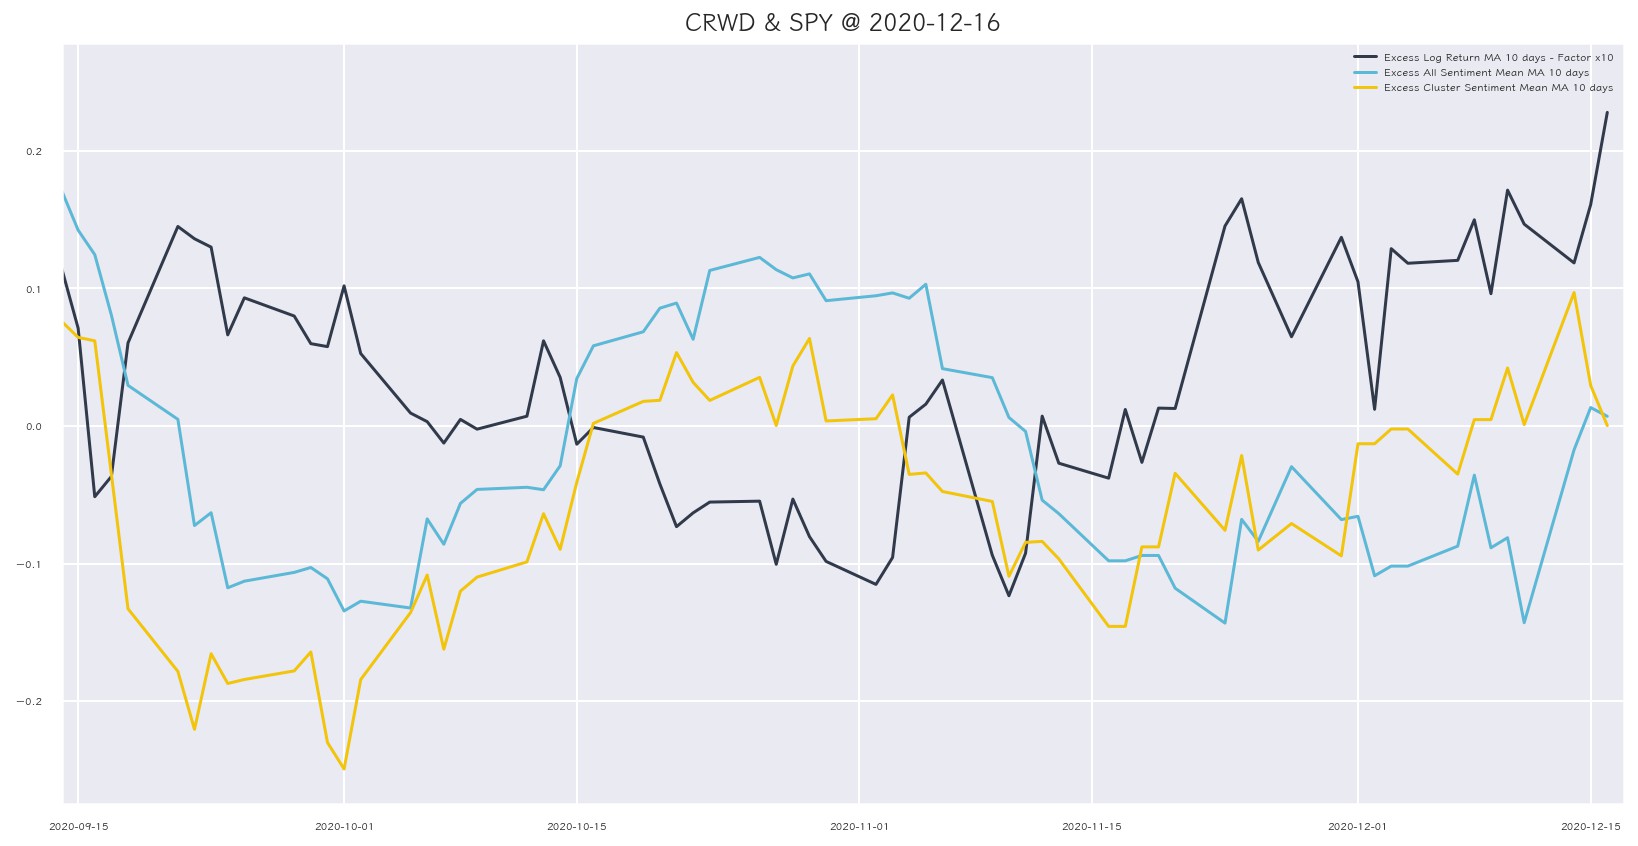 CRWD & SPY @ 2020-12-16
Excess Log Return MA 10 days - Factor x10
Excess All Sentiment Mean MA 10 days
Excess Cluster Sentiment Mean MA 10 days
0.2
0.1
0.0
−0.1
−0.2
2020-09-15 2020-10-01 2020-10-15 2020-11-01 2020-11-15 2020-12-01 2020-12-15